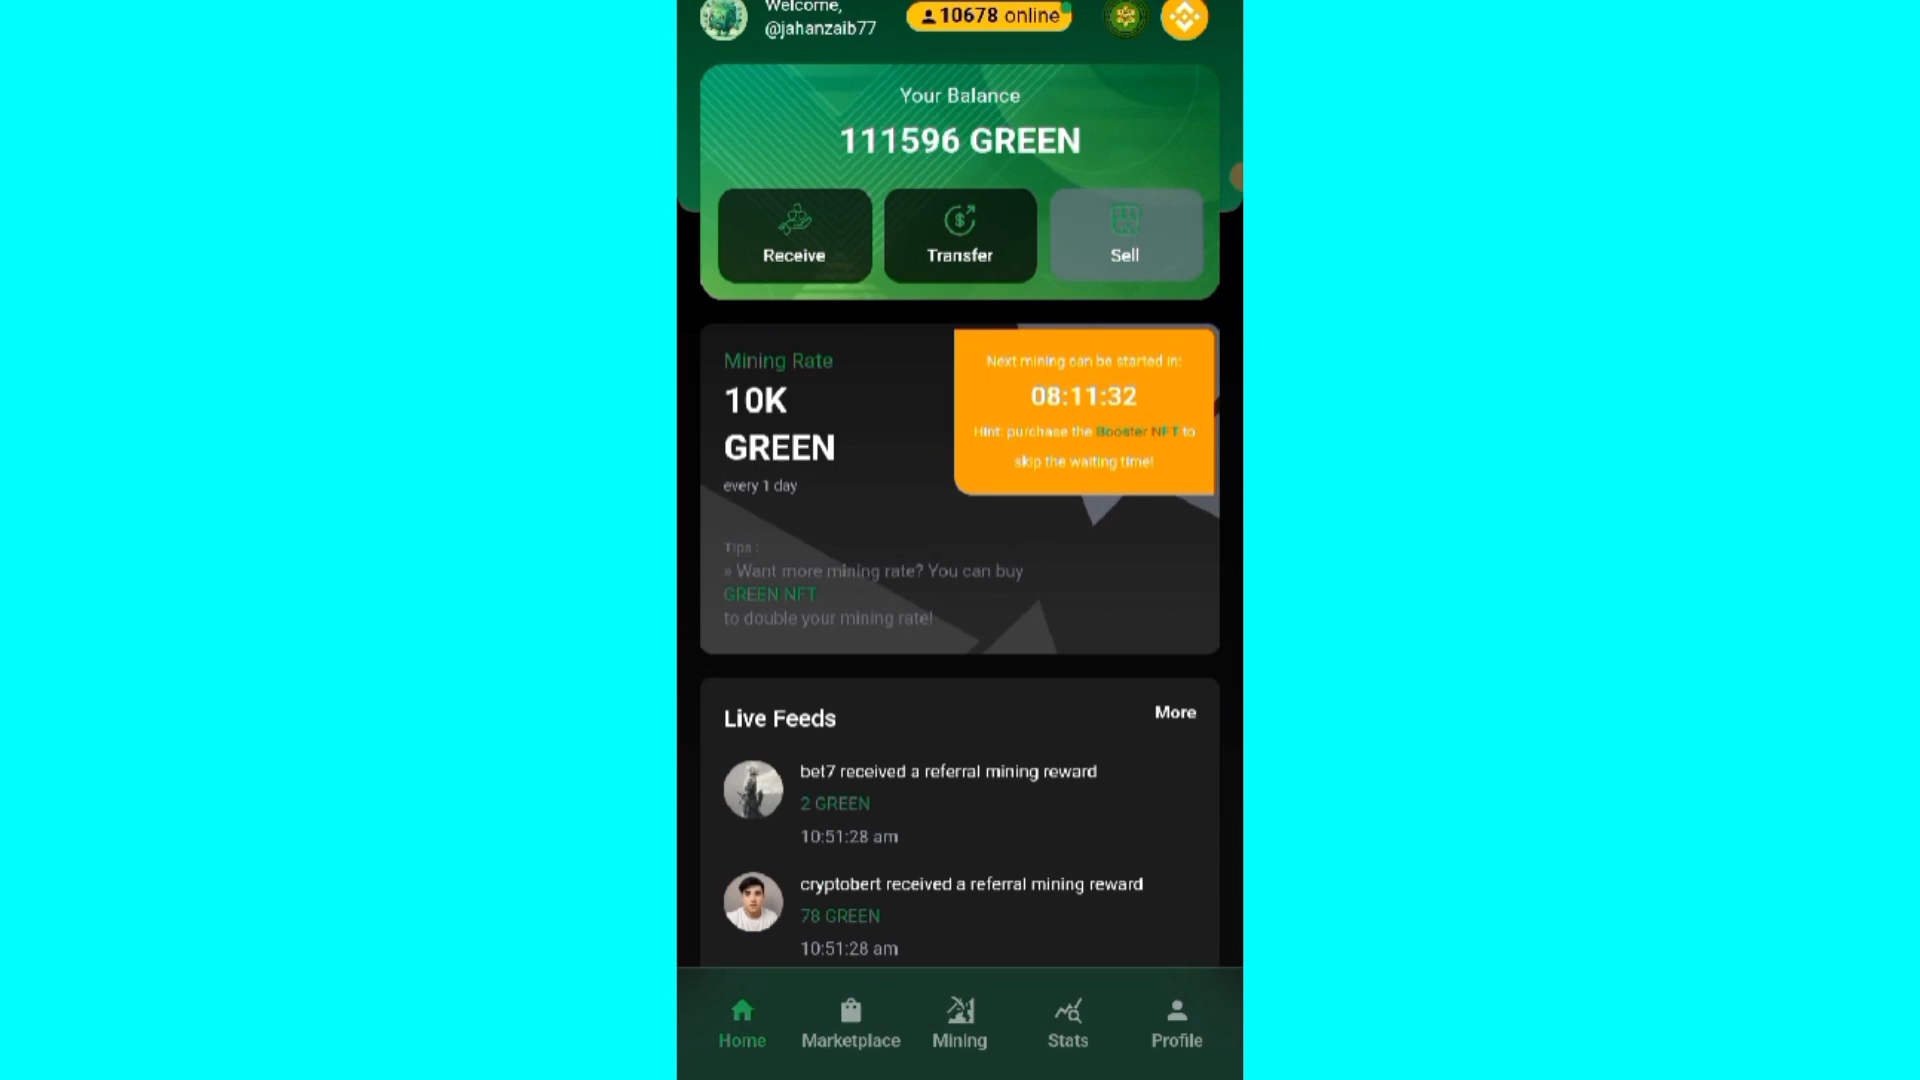 Welcome,
@jahanzaib77
10678 online
Your Balance
111596 GREEN
Receive
Transfer
Sell
Mining Rate
10K
GREEN
every 1 day
Next mining can be started in:
08:11:32
Hint: purchase the Booster NFT to
skip the waiting time!
Tips :
» Want more mining rate? You can buy
GREEN NFT
to double your mining rate!
Live Feeds
More
bet7 received a referral mining reward
2 GREEN
10:51:28 am
cryptobert received a referral mining reward
78 GREEN
10:51:28 am
Home
Marketplace
Mining
Stats
Profile